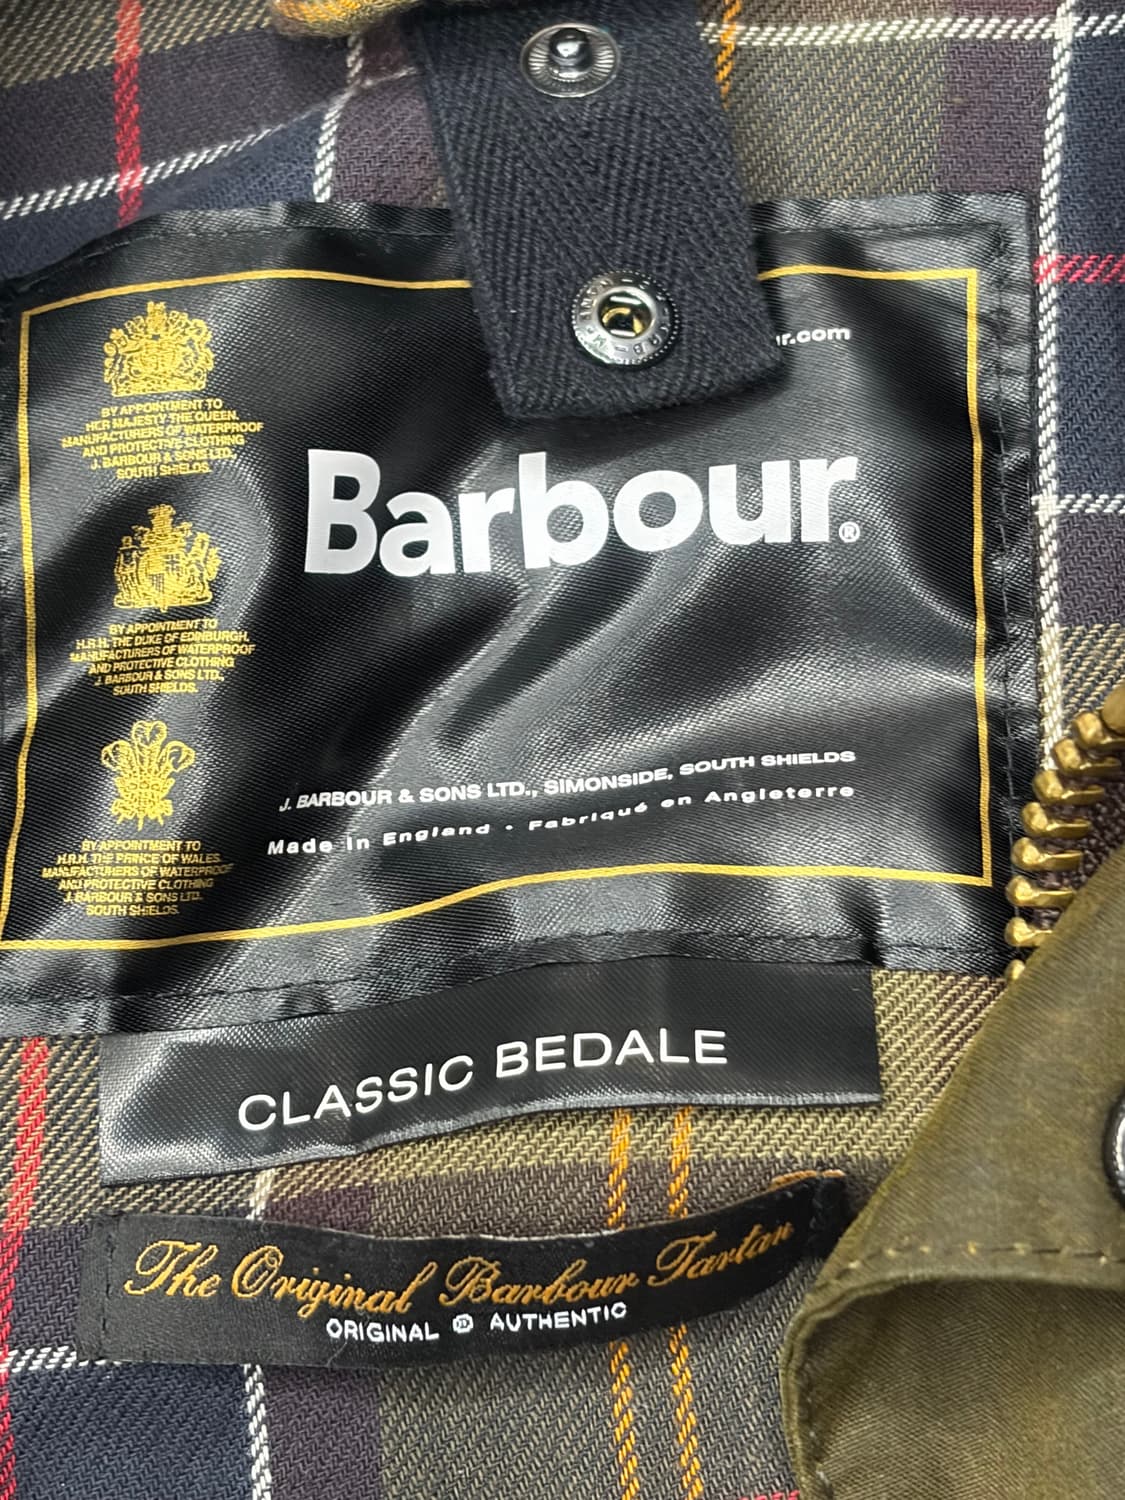 r.com
BY APPOINTMENT TO
HER MAJESTY THE QUEEN,
MANUFACTURERS OF WATERPROOF
AND PROTECTIVE CLOTHING
J. BARBOUR & SONS LTD.
SOUTH SHIELDS.
Barbour®
BY APPOINTMENT TO
H.R.H. THE DUKE OF EDINBURGH,
MANUFACTURERS OF WATERPROOF
AND PROTECTIVE CLOTHING
J. BARBOUR & SONS LTD.,
SOUTH SHIELDS.
J. BARBOUR & SONS LTD., SIMONSIDE, SOUTH SHIELDS
Made in England • Fabriqué en Angleterre
BY APPOINTMENT TO
H.R.H. THE PRINCE OF WALES.
MANUFACTURERS OF WATERPROOF
AND PROTECTIVE CLOTHING
J. BARBOUR & SONS LTD.
SOUTH SHIELDS.
CLASSIC BEDALE
The Original Barbour Tartan
ORIGINAL AUTHENTIC